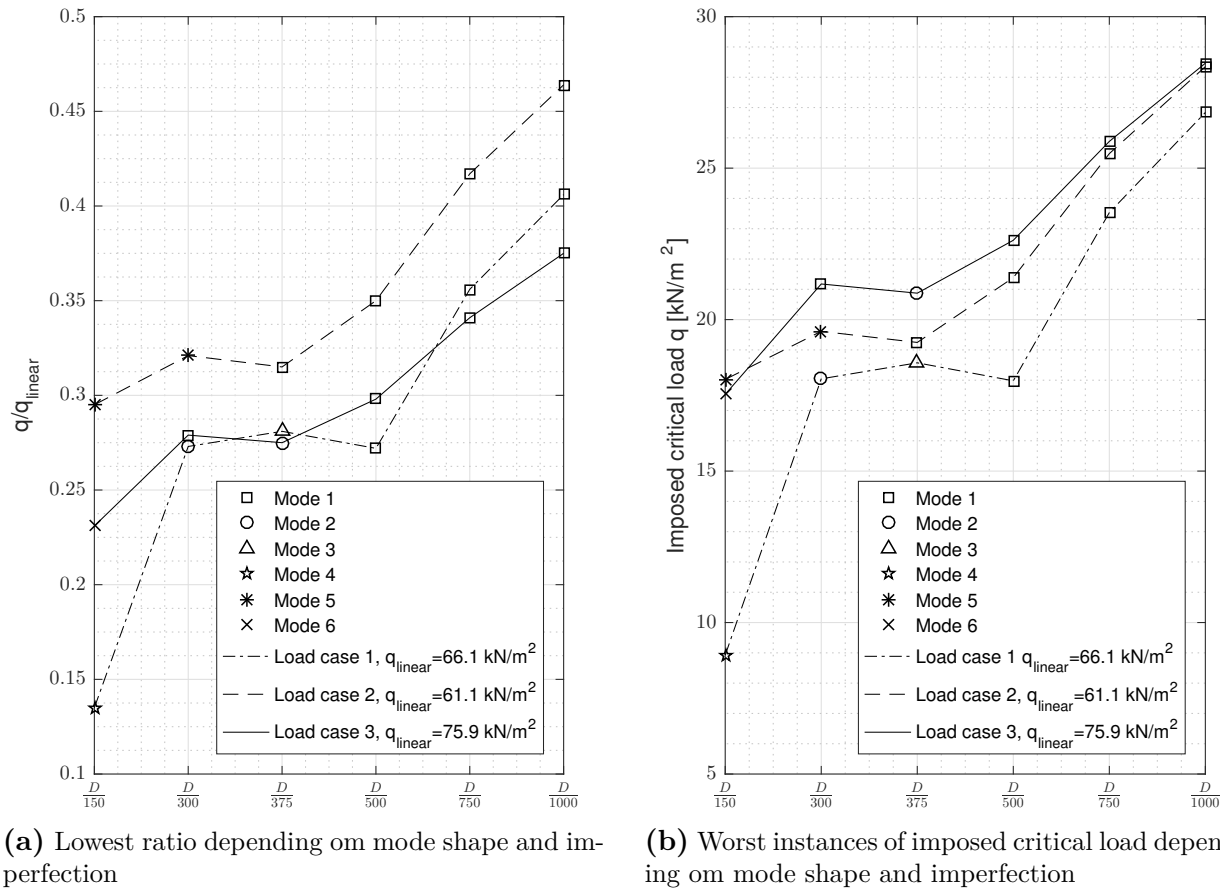 0.5
0.45
0.4
0.35
0.3
0.25
0.2
0.15
0.1
q/q_linear
Mode 1
Mode 2
Mode 3
Mode 4
Mode 5
Mode 6
Load case 1, q_linear=66.1 kN/m^2
Load case 2, q_linear=61.1 kN/m^2
Load case 3, q_linear=75.9 kN/m^2
D/150 D/300 D/375 D/500 D/750 D/1000
(a) Lowest ratio depending om mode shape and im-
perfection
30
25
20
15
10
5
Imposed critical load q [kN/m ^2]
Mode 1
Mode 2
Mode 3
Mode 4
Mode 5
Mode 6
Load case 1 q_linear=66.1 kN/m^2
Load case 2, q_linear=61.1 kN/m^2
Load case 3, q_linear=75.9 kN/m^2
D/150 D/300 D/375 D/500 D/750 D/1000
(b) Worst instances of imposed critical load depen
ing om mode shape and imperfection